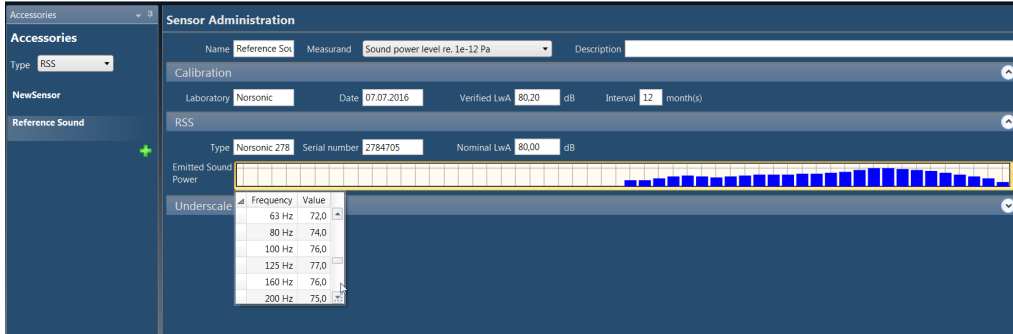 Accessories
Accessories
Type RSS
NewSensor
Reference Sound
Sensor Administration
Name Reference Sou Measurand Sound power level re. 1e-12 Pa Description
Calibration
Laboratory Norsonic Date 07.07.2016 Verified LwA 80,20 dB Interval 12 month(s)
RSS
Type Norsonic 278 Serial number 2784705 Nominal LwA 80,00 dB
Emitted Sound
Power
Underscale
Frequency Value
63 Hz 72,0
80 Hz 74,0
100 Hz 76,0
125 Hz 77,0
160 Hz 76,0
200 Hz 75,0